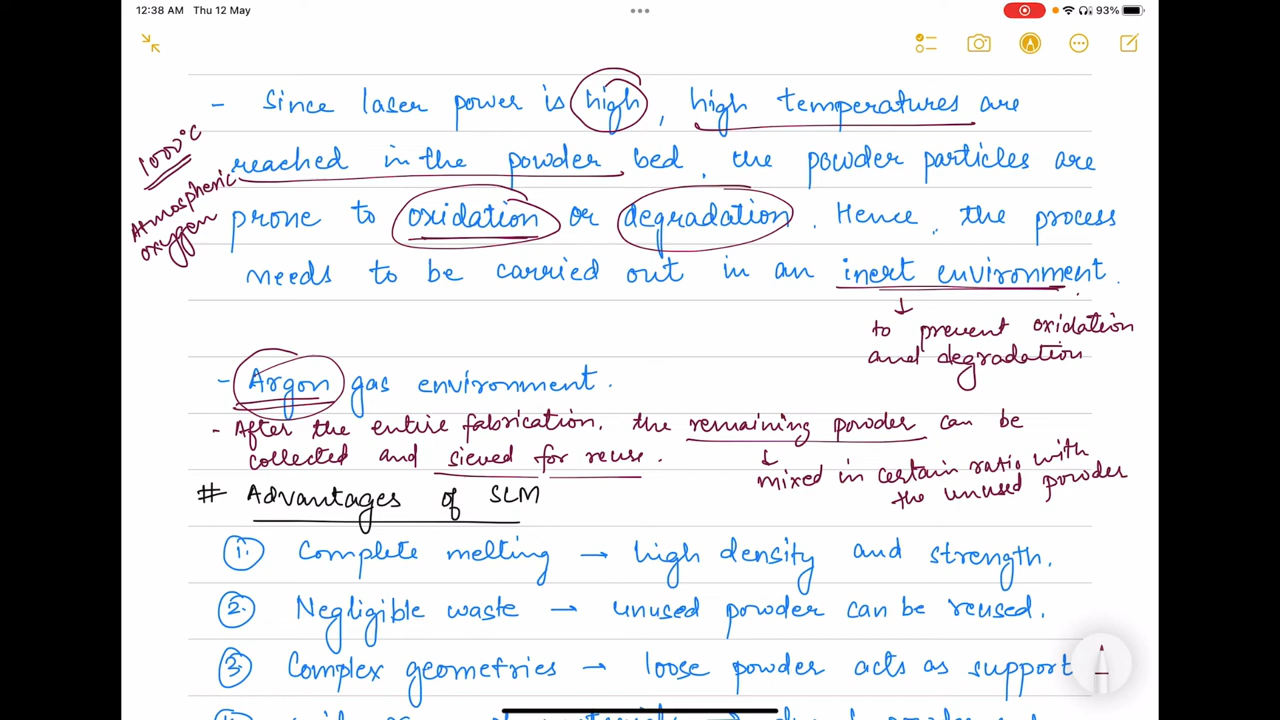 12:38 AM Thu 12 May
93%
- Since laser power is high, high temperatures are
1000°C
reached in the powder bed, the powder particles are
Atmospheric
oxygen
prone to oxidation or degradation. Hence, the process
needs to be carried out in an inert environment.
↓
to prevent oxidation
and degradation
- Argon gas environment.
- After the entire fabrication, the remaining powder can be
collected and sieved for reuse.
↓
mixed in certain ratio with
the unused powder
# Advantages of SLM
1. Complete melting → high density and strength.
2. Negligible waste → unused powder can be reused.
3. Complex geometries → loose powder acts as support